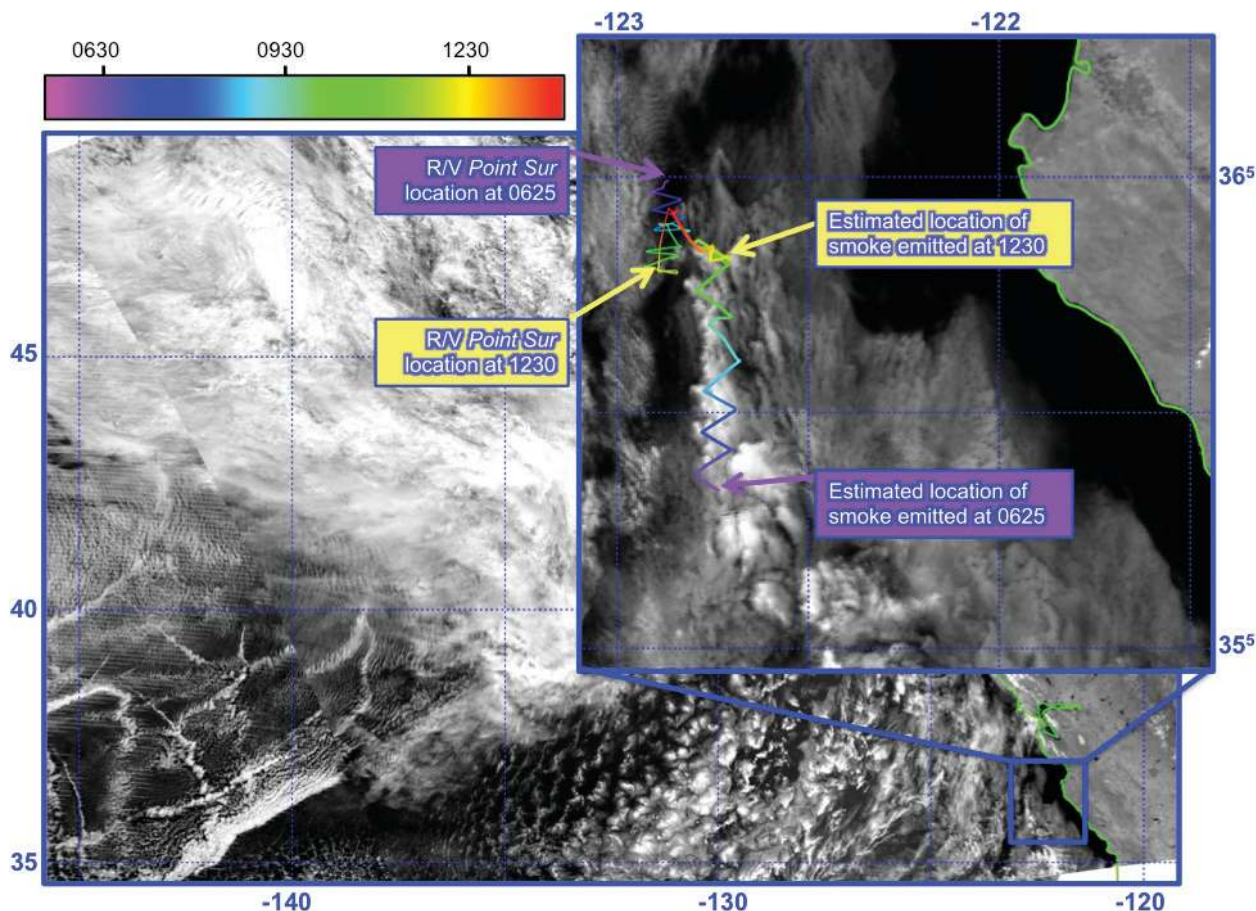 -123
-122
0630
0930
1230
R/V Point Sur
location at 0625
36⁵
Estimated location of
smoke emitted at 1230
R/V Point Sur
location at 1230
45
Estimated location of
smoke emitted at 0625
40
35⁵
35
-140
-130
-120